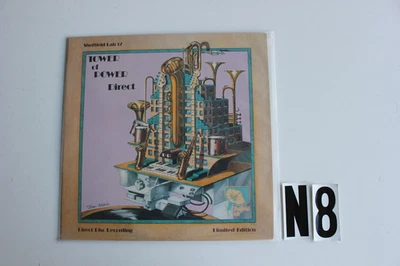 Sheffield Lab 17
TOWER
of
POWER
Direct
Direct Disc Recording
Limited Edition
N8